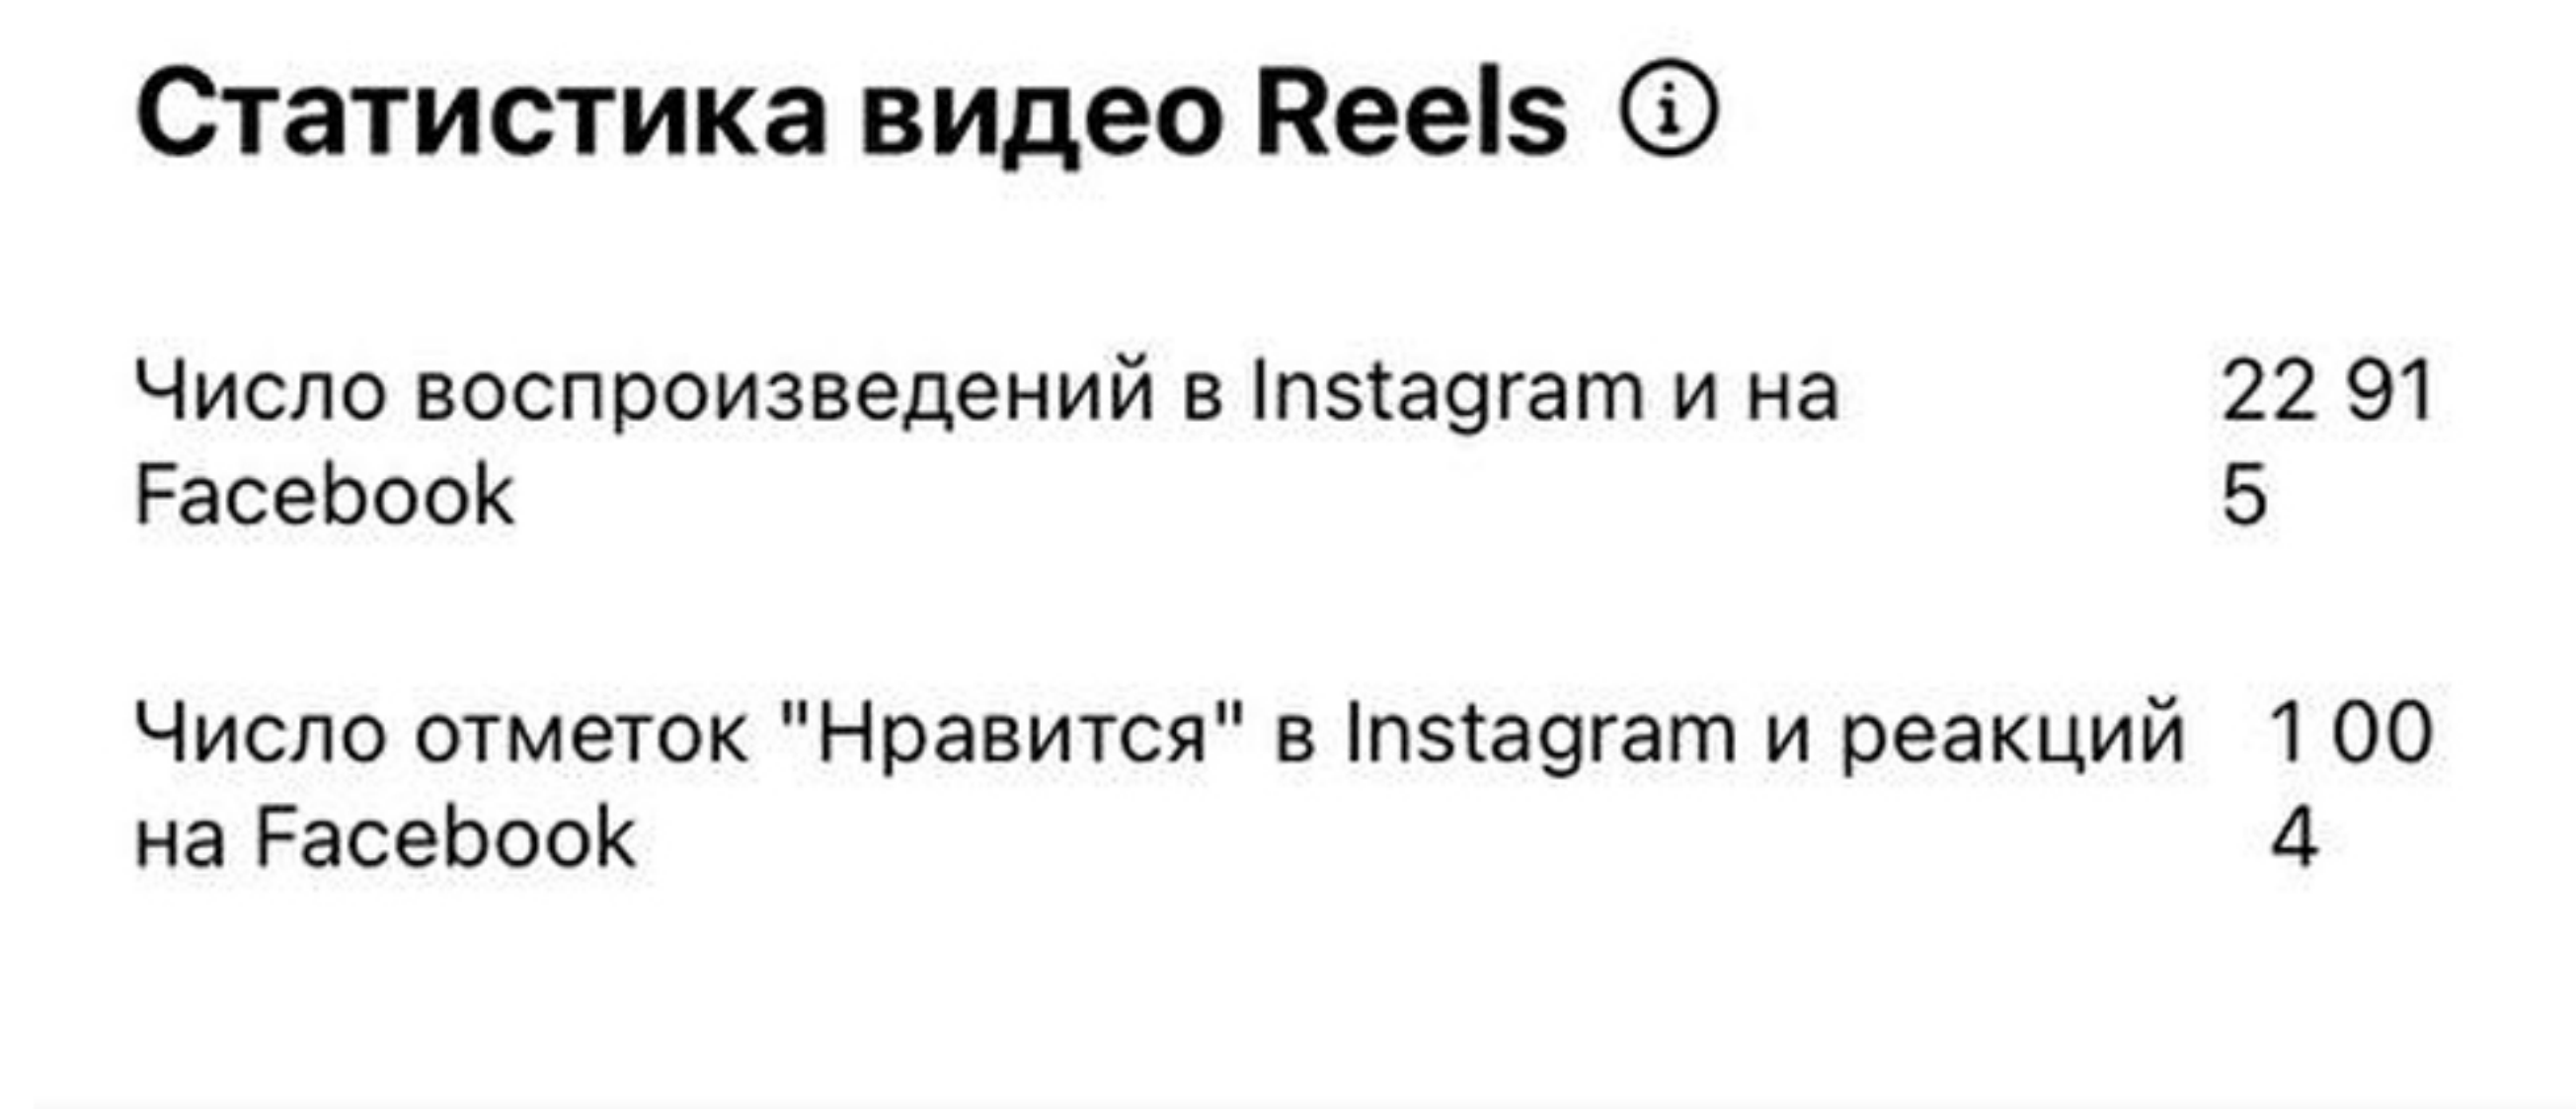 Статистика видео Reels
Число воспроизведений в Instagram и на 22 91
Facebook 5
Число отметок "Нравится" в Instagram и реакций 1 00
на Facebook 4